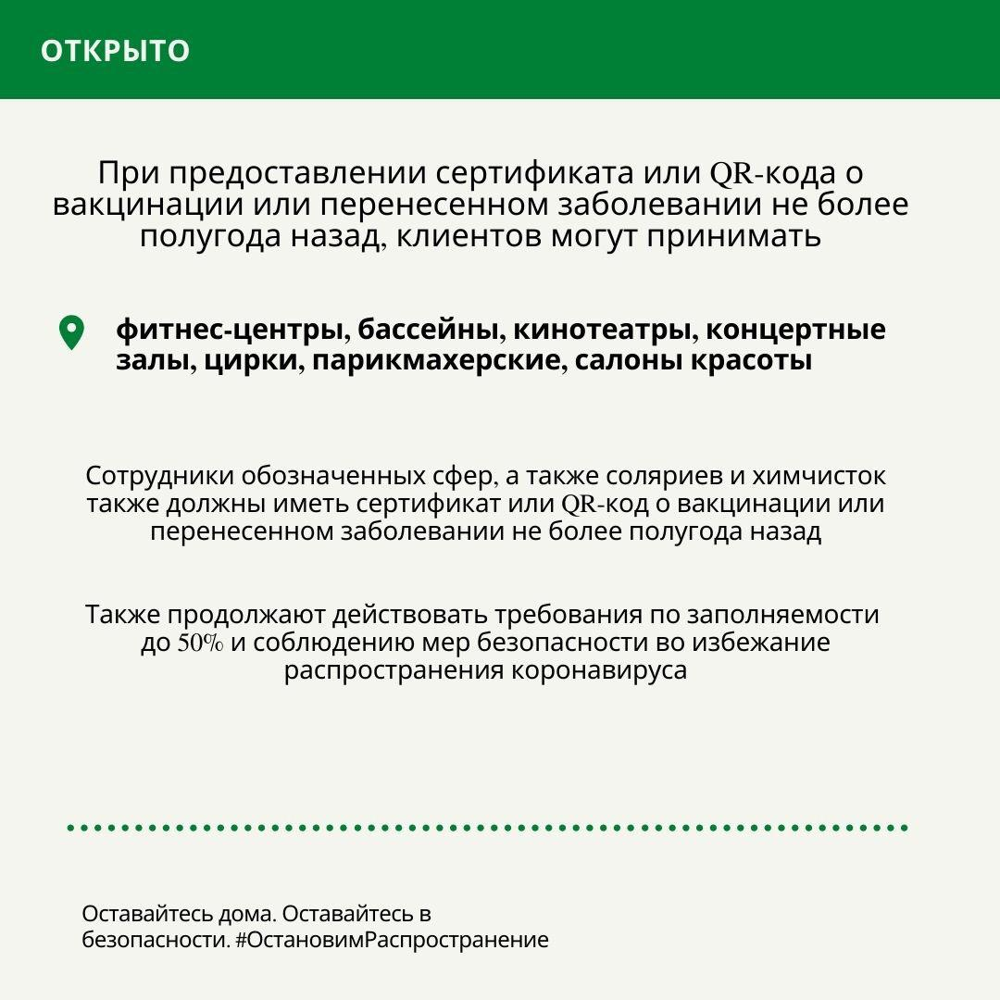 ОТКРЫТО
При предоставлении сертификата или QR-кода о
вакцинации или перенесенном заболевании не более
полугода назад, клиентов могут принимать
фитнес-центры, бассейны, кинотеатры, концертные
залы, цирки, парикмахерские, салоны красоты
Сотрудники обозначенных сфер, а также соляриев и химчисток
также должны иметь сертификат или QR-код о вакцинации или
перенесенном заболевании не более полугода назад
Также продолжают действовать требования по заполняемости
до 50% и соблюдению мер безопасности во избежание
распространения коронавируса
Оставайтесь дома. Оставайтесь в
безопасности. #ОстановимРаспространение